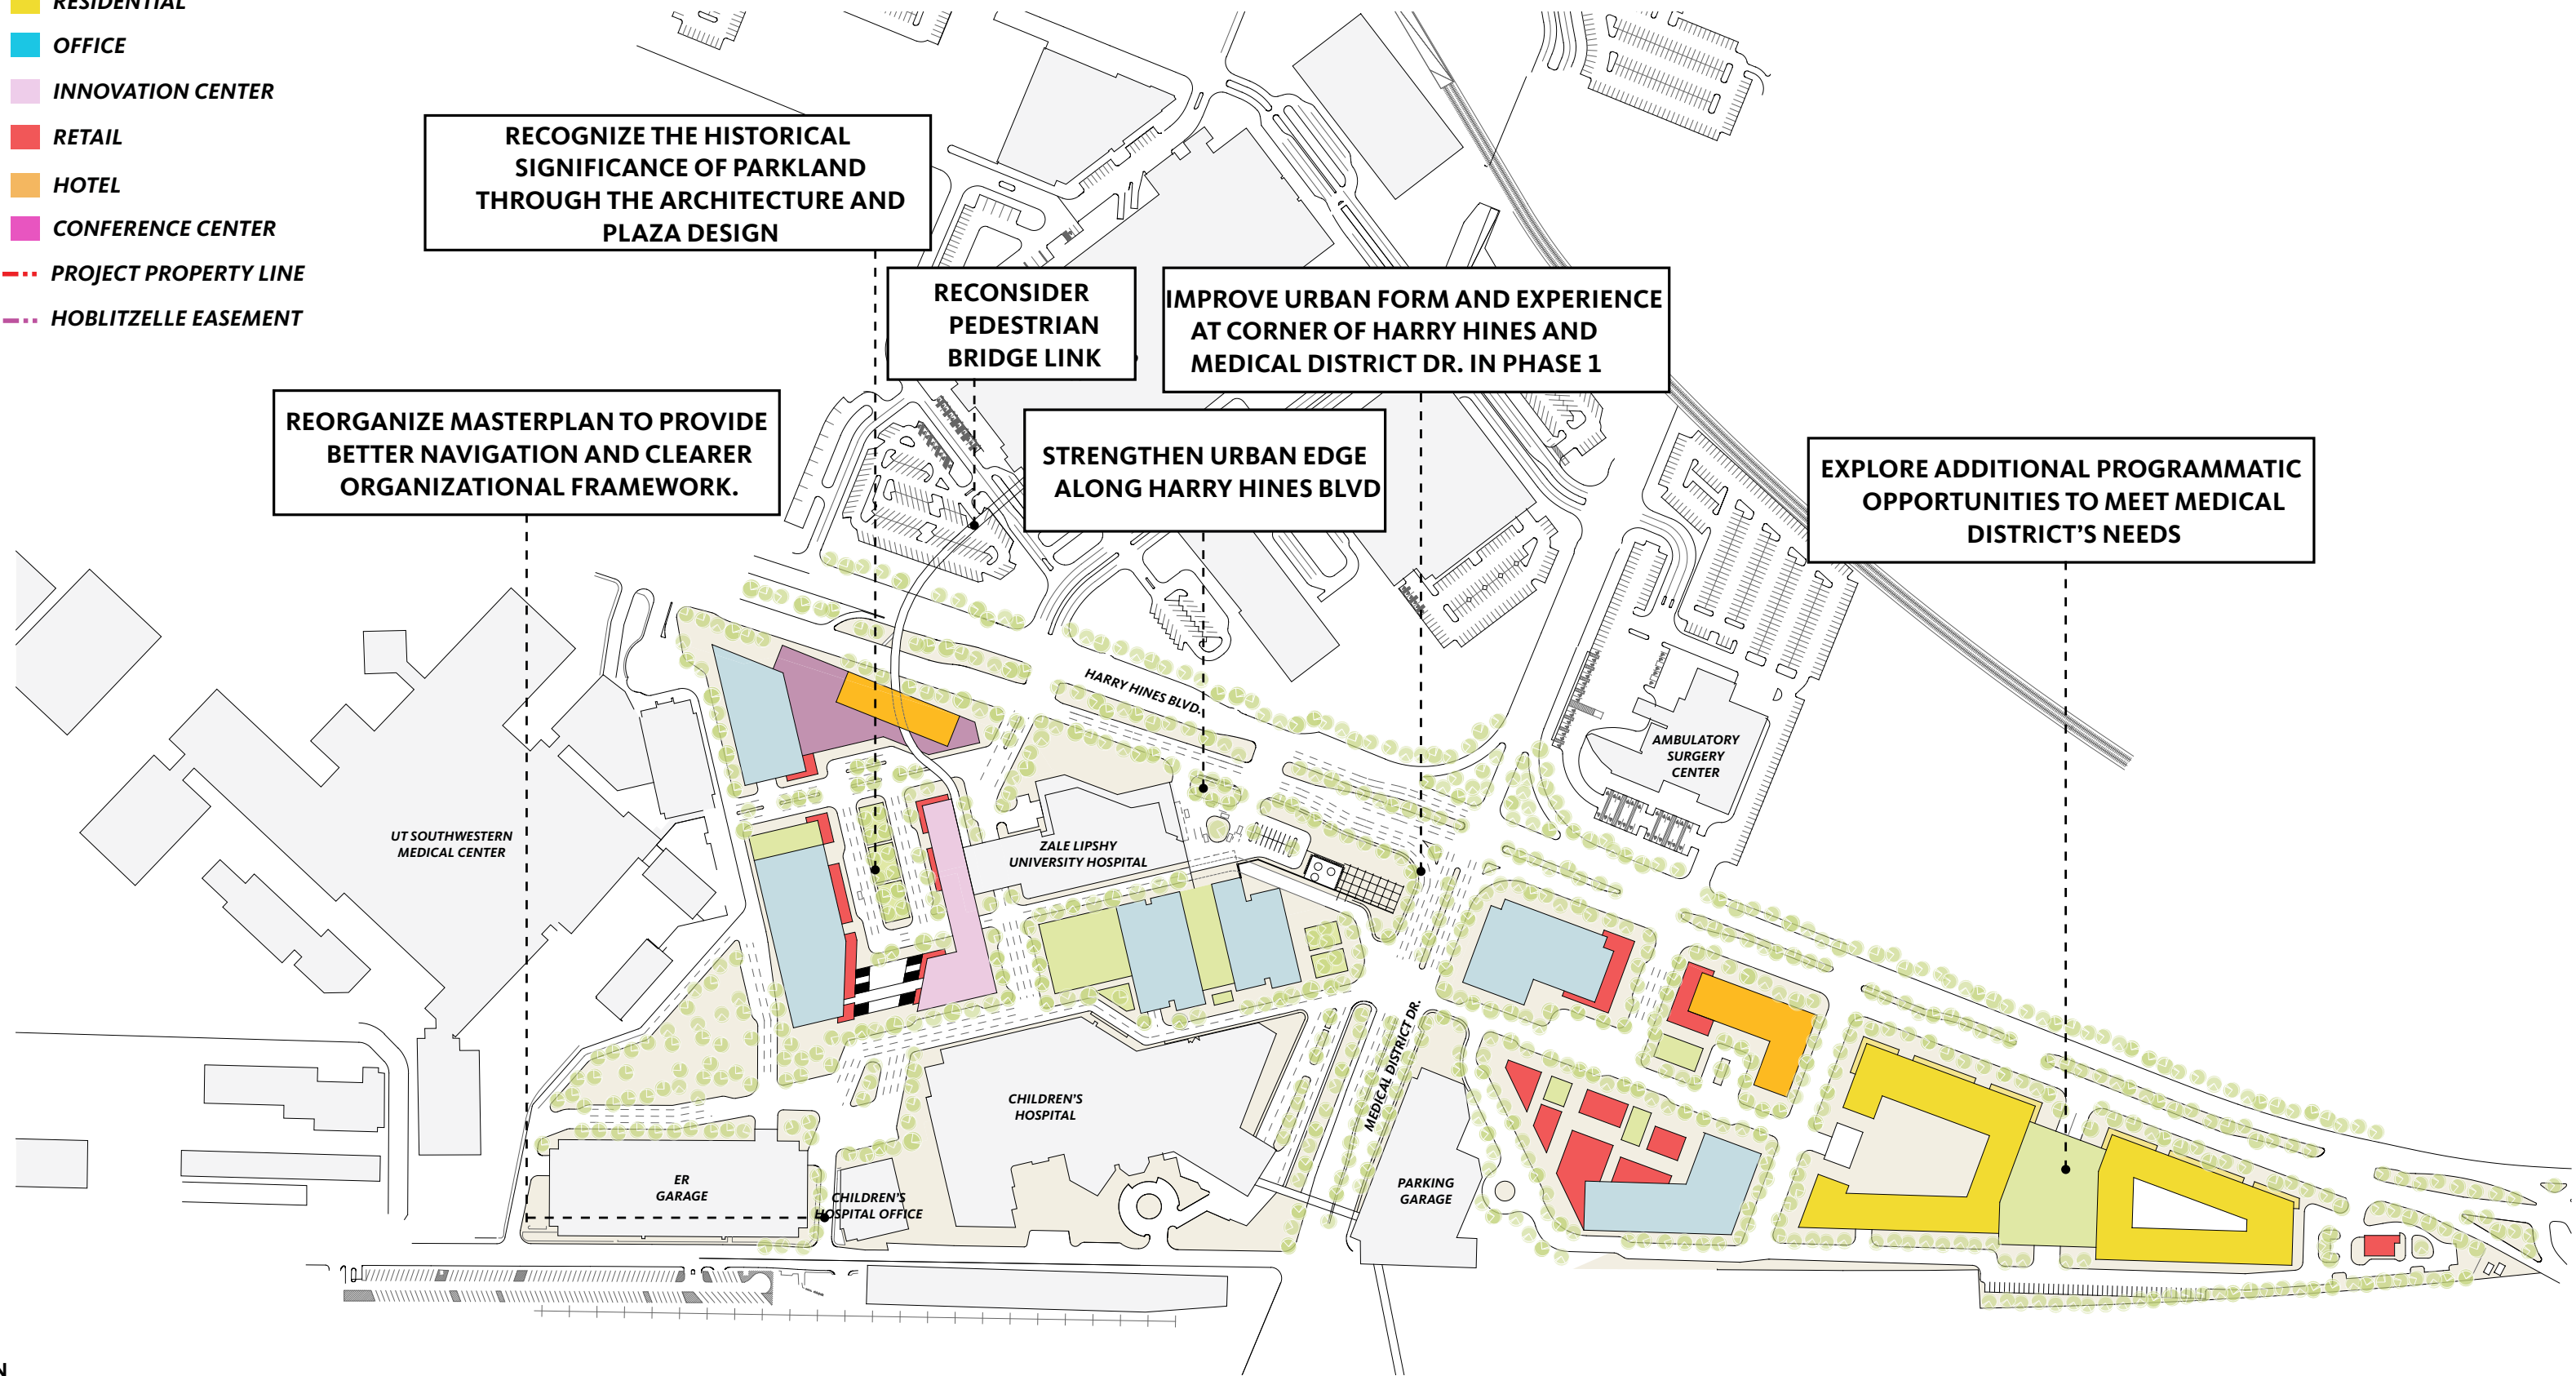 RESIDENTIAL
OFFICE
INNOVATION CENTER
RETAIL
HOTEL
CONFERENCE CENTER
PROJECT PROPERTY LINE
HOBLITZELLE EASEMENT
RECOGNIZE THE HISTORICAL
SIGNIFICANCE OF PARKLAND
THROUGH THE ARCHITECTURE AND
PLAZA DESIGN
RECONSIDER
PEDESTRIAN
BRIDGE LINK
IMPROVE URBAN FORM AND EXPERIENCE
AT CORNER OF HARRY HINES AND
MEDICAL DISTRICT DR. IN PHASE 1
REORGANIZE MASTERPLAN TO PROVIDE
BETTER NAVIGATION AND CLEARER
ORGANIZATIONAL FRAMEWORK.
STRENGTHEN URBAN EDGE
ALONG HARRY HINES BLVD
EXPLORE ADDITIONAL PROGRAMMATIC
OPPORTUNITIES TO MEET MEDICAL
DISTRICT'S NEEDS
HARRY HINES BLVD.
AMBULATORY
SURGERY
CENTER
UT SOUTHWESTERN
MEDICAL CENTER
ZALE LIPSHY
UNIVERSITY HOSPITAL
MEDICAL DISTRICT DR.
CHILDREN'S
HOSPITAL
ER
GARAGE
CHILDREN'S
HOSPITAL OFFICE
PARKING
GARAGE
N